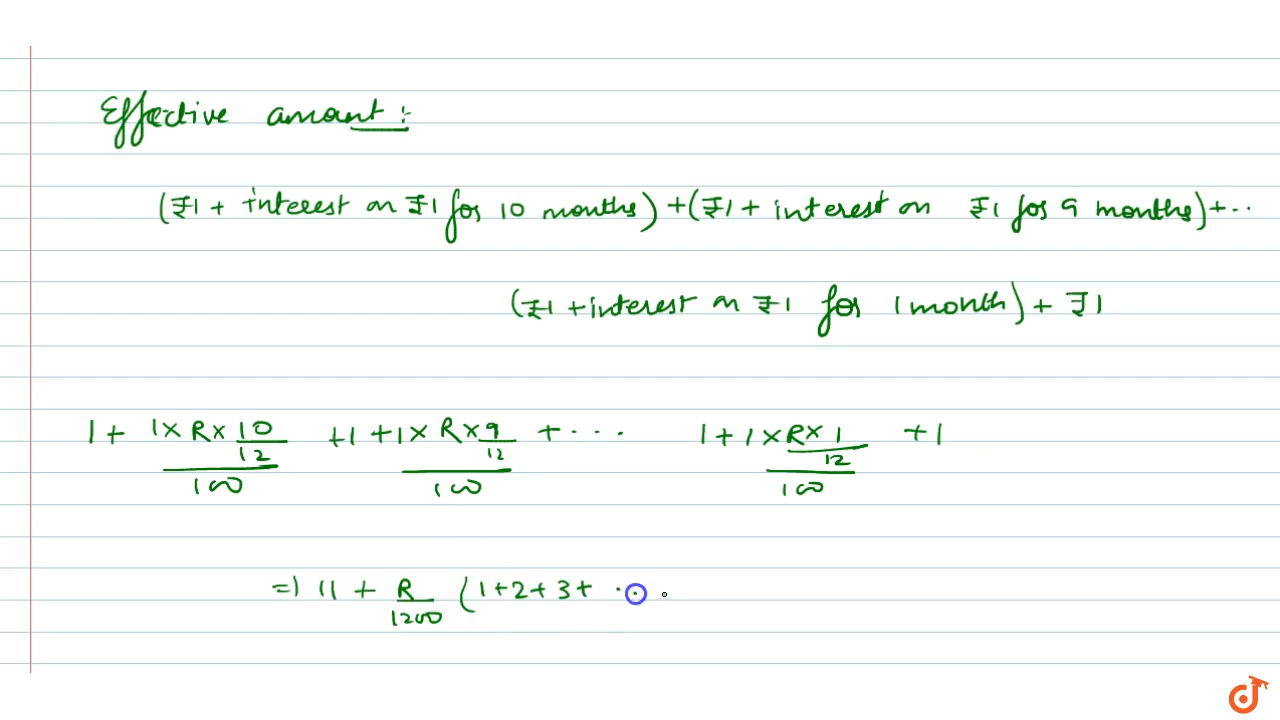 Effective amount :
(₹1 + interest on ₹1 for 10 months) + (₹1 + interest on ₹1 for 9 months) + ..
(₹1 + interest on ₹1 for 1 month) + ₹1
1 + (1 × R × 10/12)/100 + 1 + (1 × R × 9/12)/100 + ... 1 + (1 × R × 1/12)/100 + 1
=) 11 + R/1200 (1+2+3+ ...